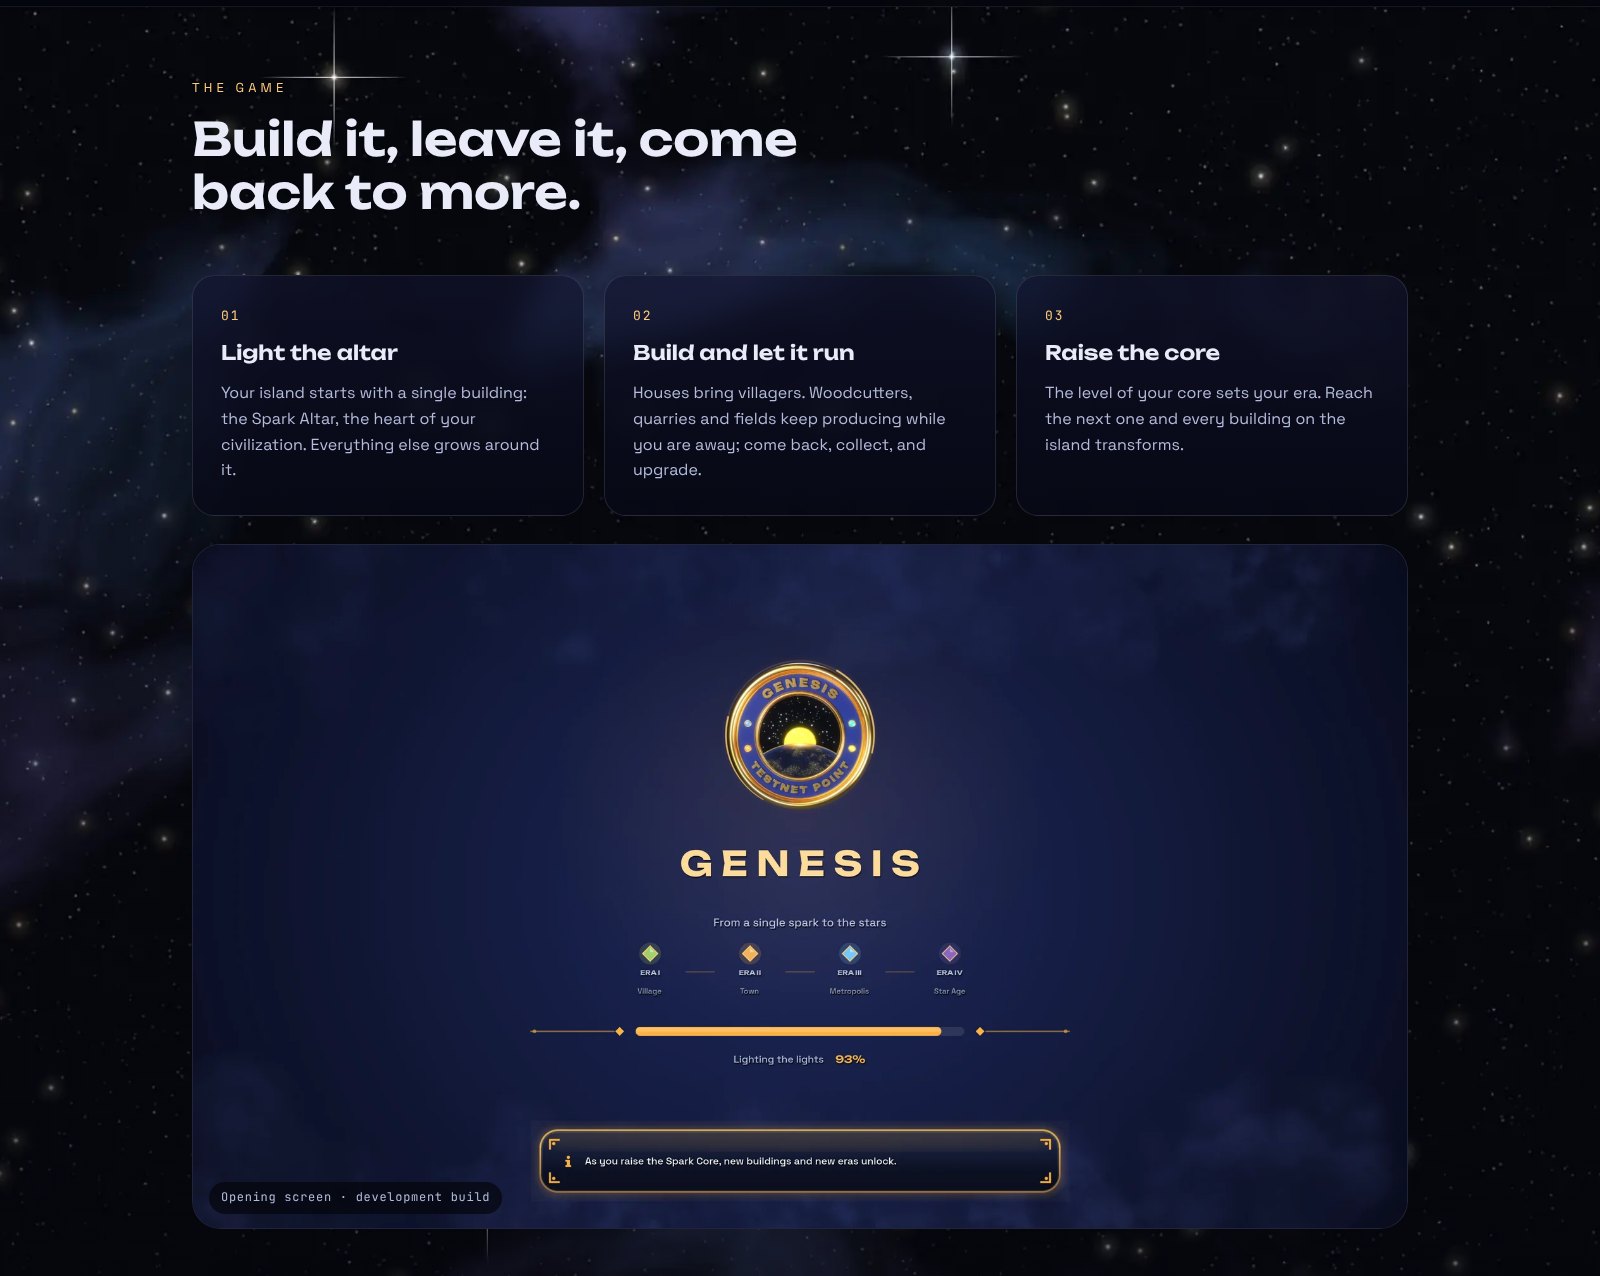 THE GAME
Build it, leave it, come
back to more.
01
Light the altar
Your island starts with a single building:
the Spark Altar, the heart of your
civilization. Everything else grows around
it.
02
Build and let it run
Houses bring villagers. Woodcutters,
quarries and fields keep producing while
you are away; come back, collect, and
upgrade.
03
Raise the core
The level of your core sets your era. Reach
the next one and every building on the
island transforms.
GENESIS
TESTNET POINT
GENESIS
From a single spark to the stars
ERA I
Village
ERA II
Town
ERA III
Metropolis
ERA IV
Star Age
Lighting the lights 93%
As you raise the Spark Core, new buildings and new eras unlock.
Opening screen · development build